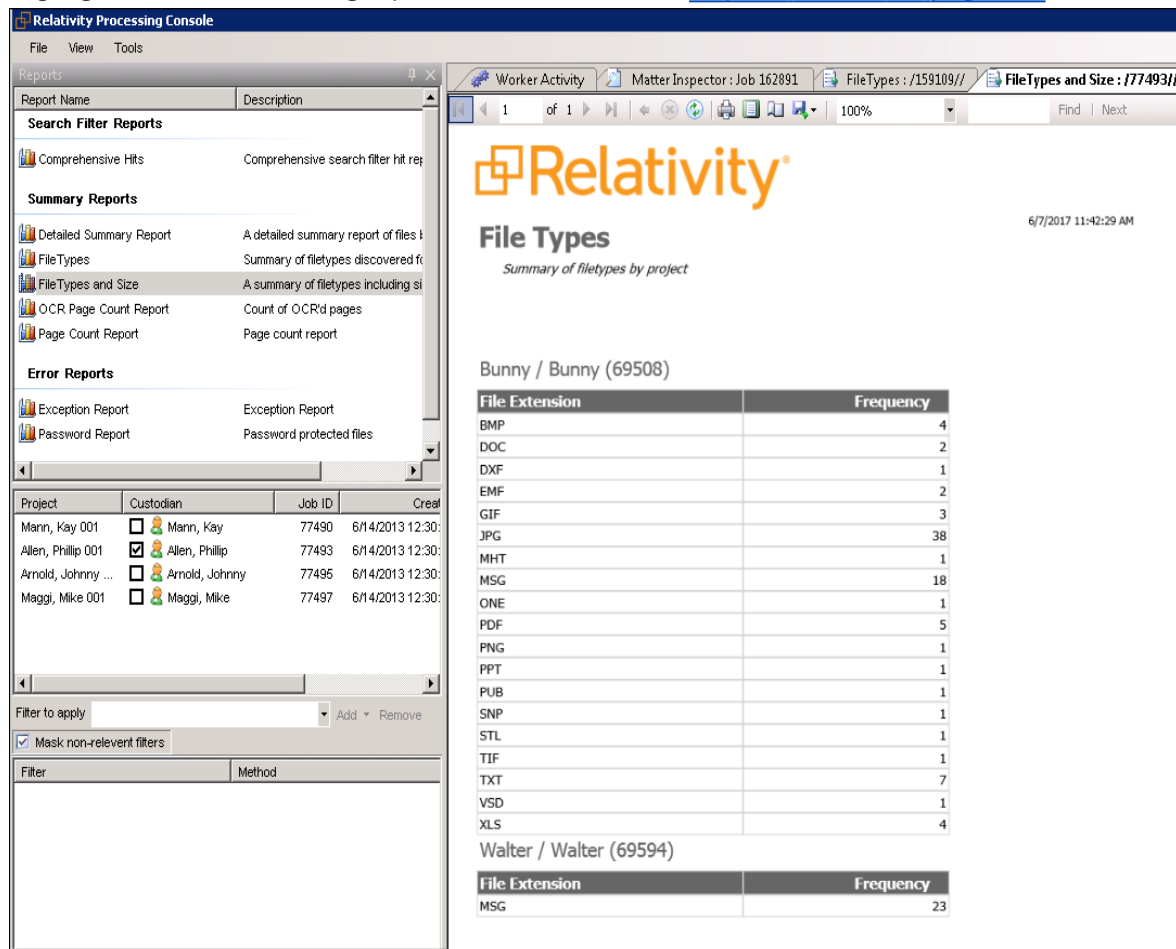 Relativity Processing Console
File View Tools
Reports
Report Name Description
Search Filter Reports
Comprehensive Hits Comprehensive search filter hit rep
Summary Reports
Detailed Summary Report A detailed summary report of files b
FileTypes Summary of filetypes discovered fo
FileTypes and Size A summary of filetypes including si
OCR Page Count Report Count of OCR'd pages
Page Count Report Page count report
Error Reports
Exception Report Exception Report
Password Report Password protected files
Project Custodian Job ID Creat
Mann, Kay 001 Mann, Kay 77490 6/14/2013 12:30:
Allen, Phillip 001 Allen, Phillip 77493 6/14/2013 12:30:
Arnold, Johnny ... Arnold, Johnny 77495 6/14/2013 12:30:
Maggi, Mike 001 Maggi, Mike 77497 6/14/2013 12:30:
Filter to apply Add Remove
Mask non-relevent filters
Filter Method
Worker Activity Matter Inspector : Job 162891 FileTypes : /159109// FileTypes and Size : /77493//
1 of 1 100% Find | Next
Relativity®
6/7/2017 11:42:29 AM
File Types
Summary of filetypes by project
Bunny / Bunny (69508)
File Extension Frequency
BMP 4
DOC 2
DXF 1
EMF 2
GIF 3
JPG 38
MHT 1
MSG 18
ONE 1
PDF 5
PNG 1
PPT 1
PUB 1
SNP 1
STL 1
TIF 1
TXT 7
VSD 1
XLS 4
Walter / Walter (69594)
File Extension Frequency
MSG 23